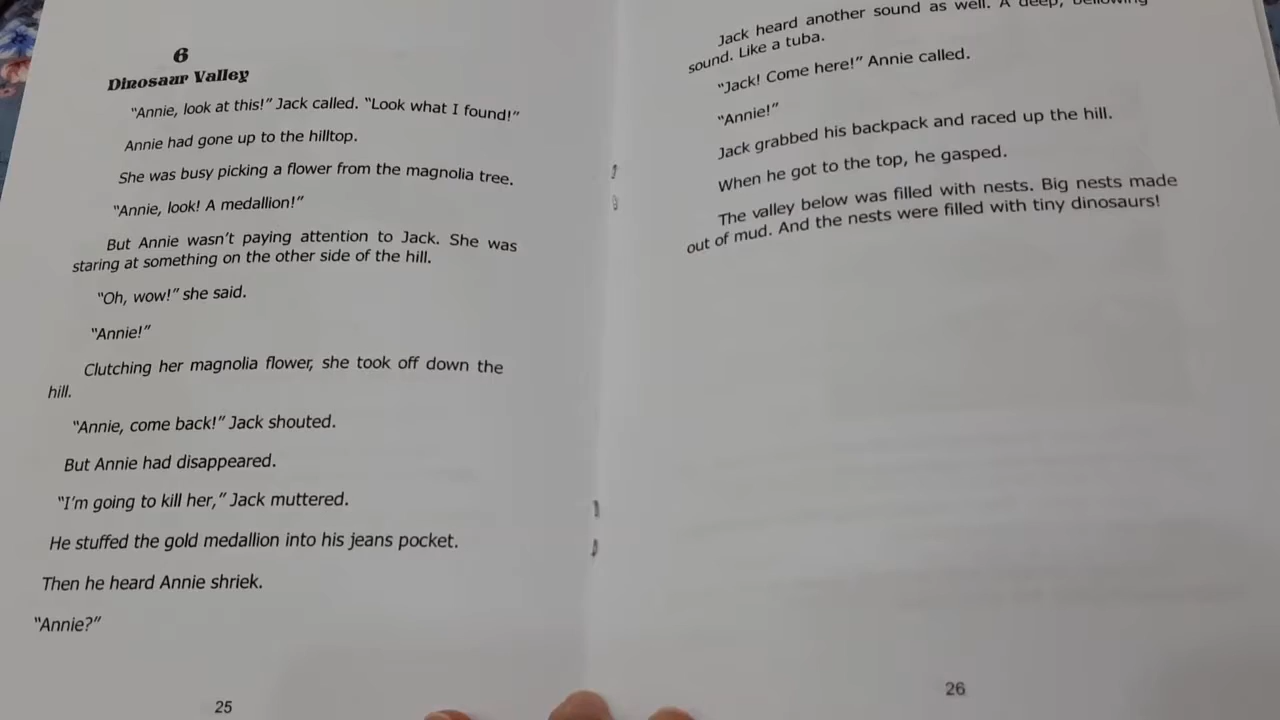 6
Dinosaur Valley
“Annie, look at this!” Jack called. “Look what I found!”
Annie had gone up to the hilltop.
She was busy picking a flower from the magnolia tree.
“Annie, look! A medallion!”
But Annie wasn’t paying attention to Jack. She was
staring at something on the other side of the hill.
“Oh, wow!” she said.
“Annie!”
Clutching her magnolia flower, she took off down the
hill.
“Annie, come back!” Jack shouted.
But Annie had disappeared.
“I’m going to kill her,” Jack muttered.
He stuffed the gold medallion into his jeans pocket.
Then he heard Annie shriek.
“Annie?”
25
Jack heard another sound as well. A deep, bellowing
sound. Like a tuba.
“Jack! Come here!” Annie called.
“Annie!”
Jack grabbed his backpack and raced up the hill.
When he got to the top, he gasped.
The valley below was filled with nests. Big nests made
out of mud. And the nests were filled with tiny dinosaurs!
26